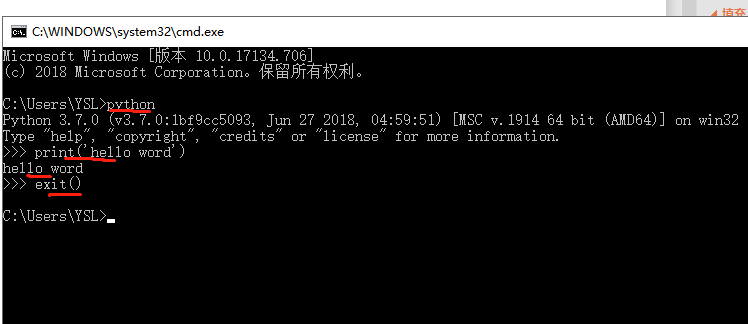 填充
C:\WINDOWS\system32\cmd.exe
Microsoft Windows [版本 10.0.17134.706]
(c) 2018 Microsoft Corporation。保留所有权利。
C:\Users\YSL>python
Python 3.7.0 (v3.7.0:1bf9cc5093, Jun 27 2018, 04:59:51) [MSC v.1914 64 bit (AMD64)] on win32
Type "help", "copyright", "credits" or "license" for more information.
>>> print('hello word')
hello word
>>> exit()
C:\Users\YSL>